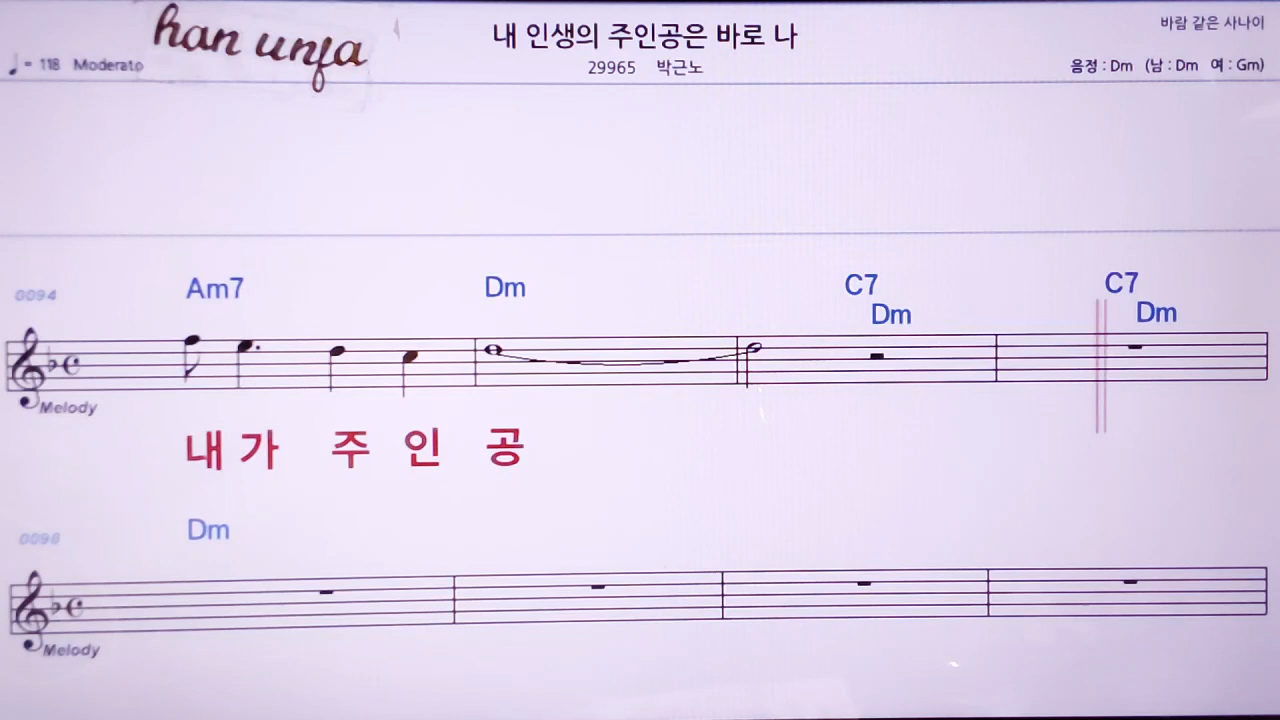 han unfa
내 인생의 주인공은 바로 나
바람 같은 사나이
♩= 118 Moderato
29965 박근노
음정 : Dm (남 : Dm 여 : Gm)
Am7 Dm C7 Dm C7 Dm
0094
Melody
내 가 주 인 공
Dm
0098
Melody